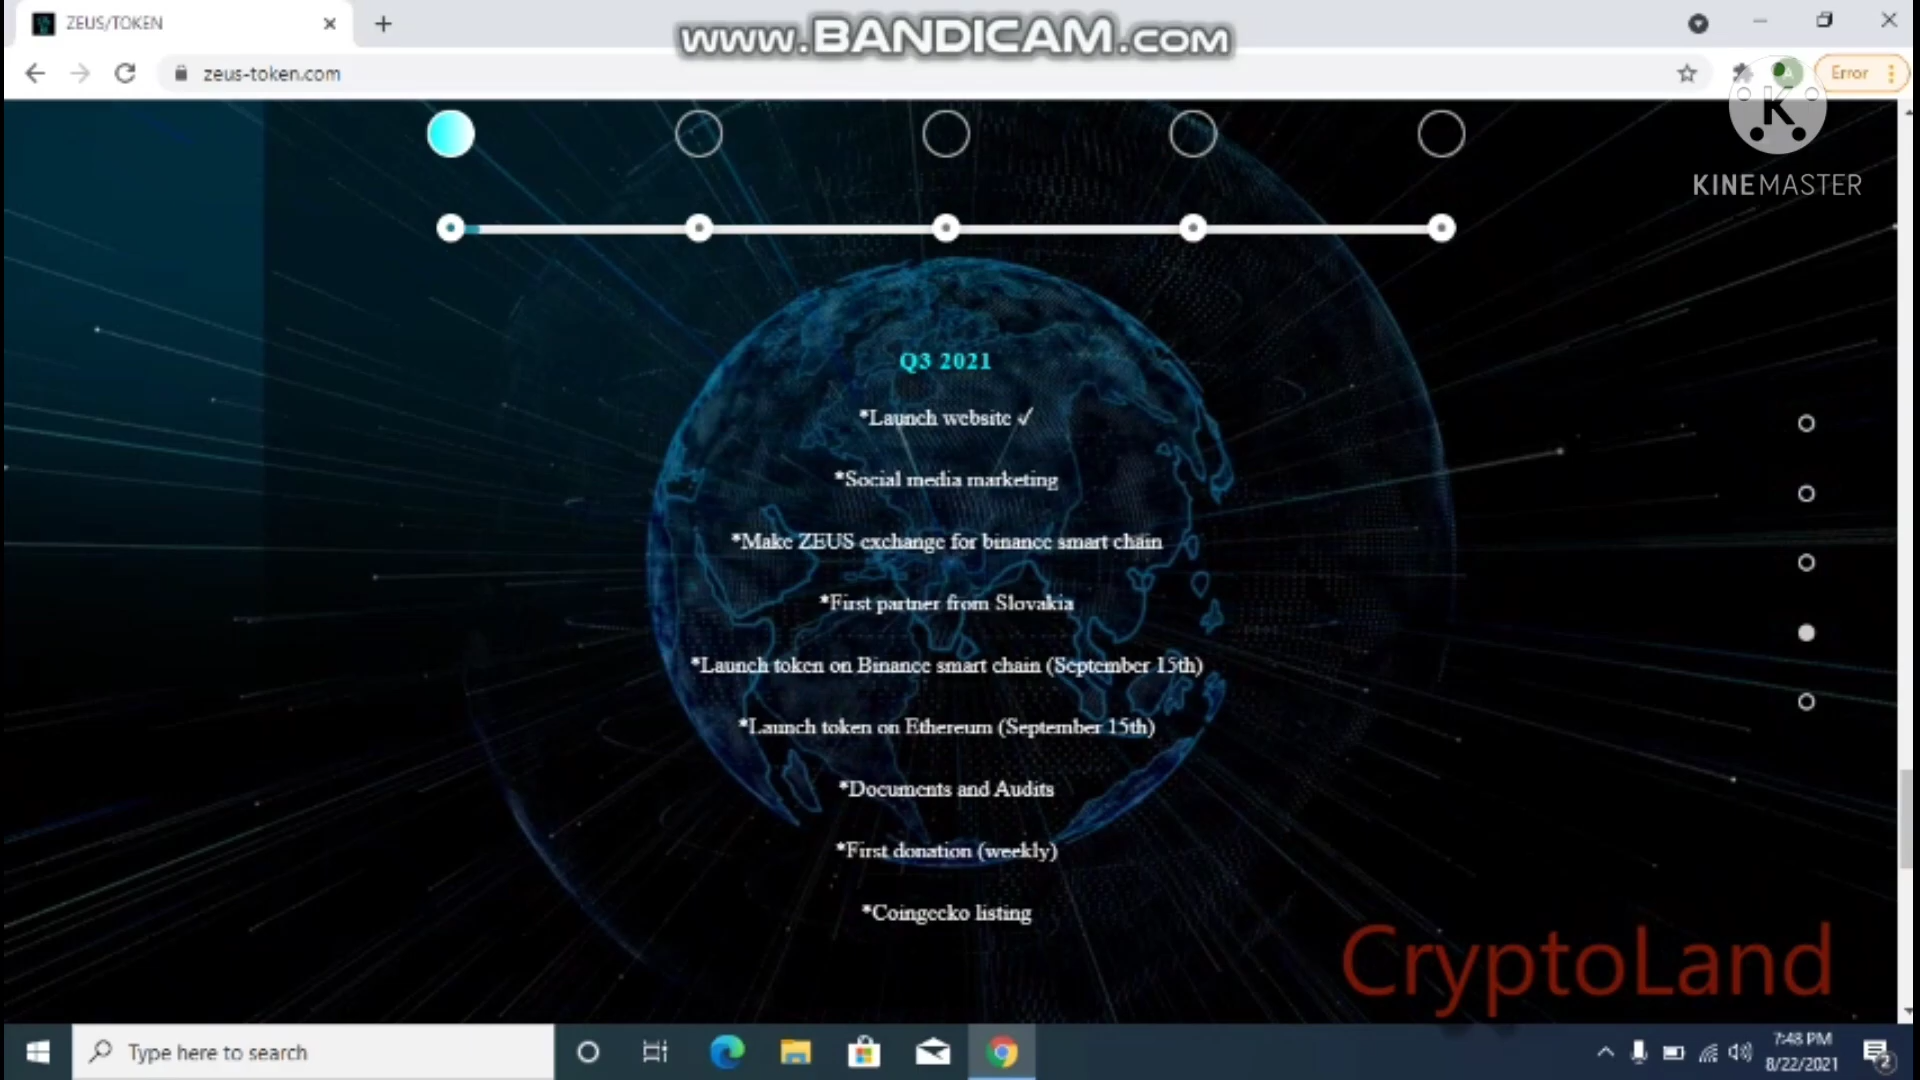 ZEUS/TOKEN
www.BANDICAM.com
zeus-token.com
Error
K
KINEMASTER
Q3 2021
*Launch website ✓
*Social media marketing
*Make ZEUS exchange for binance smart chain
*First partner from Slovakia
*Launch token on Binance smart chain (September 15th)
*Launch token on Ethereum (September 15th)
*Documents and Audits
*First donation (weekly)
*Coingecko listing
CryptoLand
Type here to search
7:48 PM
8/22/2021
2